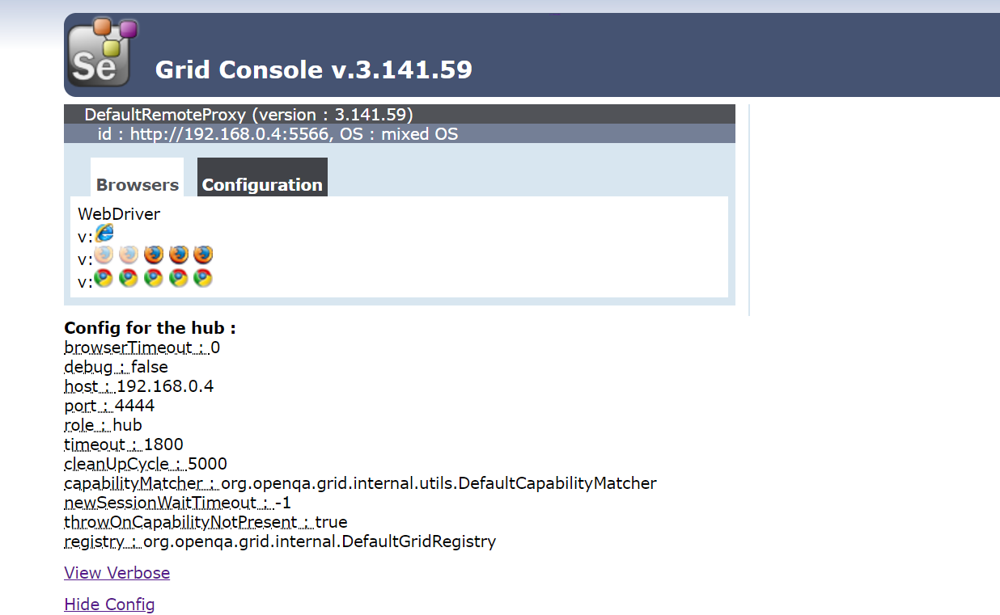 Se
Grid Console v.3.141.59
DefaultRemoteProxy (version : 3.141.59)
id : http://192.168.0.4:5566, OS : mixed OS
Browsers Configuration
WebDriver
v:
v:
v:
Config for the hub :
browserTimeout : 0
debug : false
host : 192.168.0.4
port : 4444
role : hub
timeout : 1800
cleanUpCycle : 5000
capabilityMatcher : org.openqa.grid.internal.utils.DefaultCapabilityMatcher
newSessionWaitTimeout : -1
throwOnCapabilityNotPresent : true
registry : org.openqa.grid.internal.DefaultGridRegistry
View Verbose
Hide Config